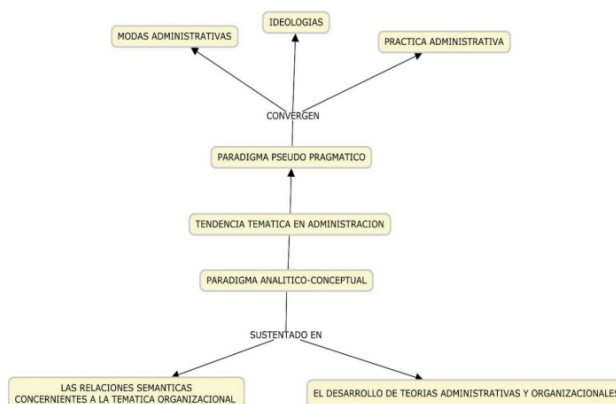 IDEOLOGIAS
MODAS ADMINISTRATIVAS
PRACTICA ADMINISTRATIVA
CONVERGEN
PARADIGMA PSEUDO PRAGMATICO
TENDENCIA TEMATICA EN ADMINISTRACION
PARADIGMA ANALITICO-CONCEPTUAL
SUSTENTADO EN
LAS RELACIONES SEMANTICAS
CONCERNIENTES A LA TEMATICA ORGANIZACIONAL
EL DESARROLLO DE TEORIAS ADMINISTRATIVAS Y ORGANIZACIONALES